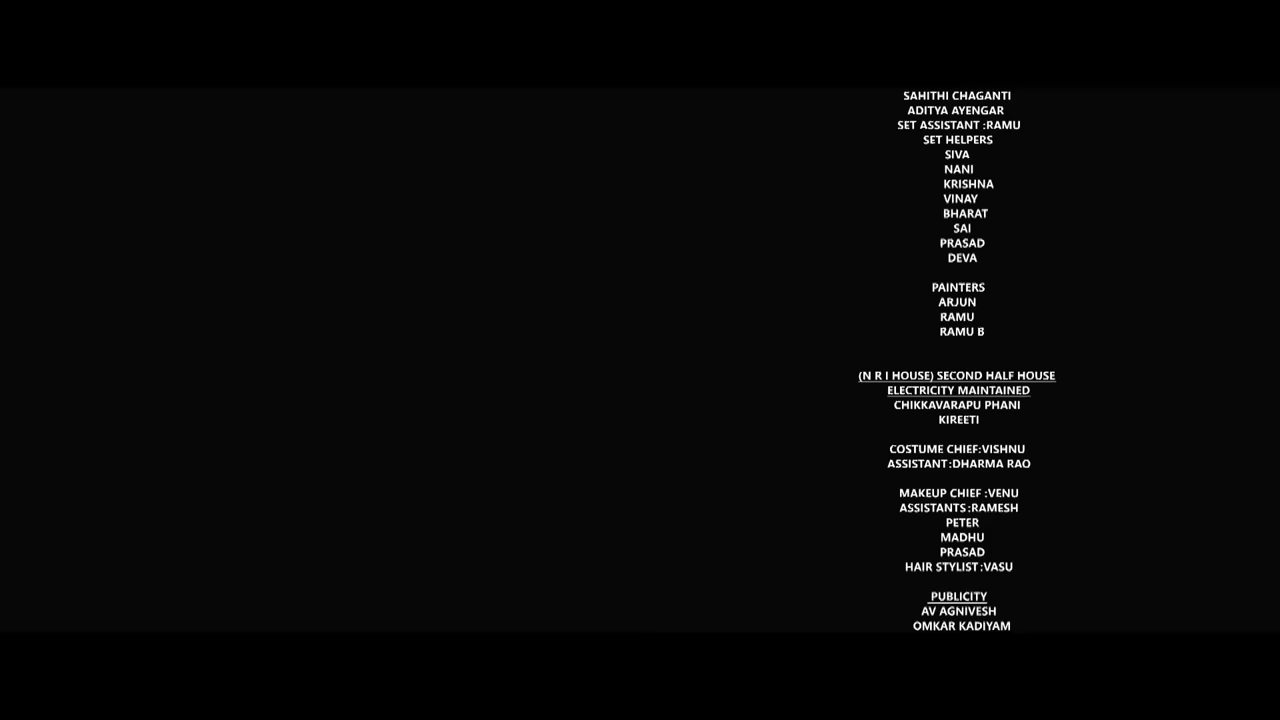 SAHITHI CHAGANTI
ADITYA AYENGAR
SET ASSISTANT :RAMU
SET HELPERS
SIVA
NANI
KRISHNA
VINAY
BHARAT
SAI
PRASAD
DEVA
PAINTERS
ARJUN
RAMU
RAMU B
(N R I HOUSE) SECOND HALF HOUSE
ELECTRICITY MAINTAINED
CHIKKAVARAPU PHANI
KIREETI
COSTUME CHIEF:VISHNU
ASSISTANT:DHARMA RAO
MAKEUP CHIEF :VENU
ASSISTANTS:RAMESH
PETER
MADHU
PRASAD
HAIR STYLIST:VASU
PUBLICITY
AV AGNIVESH
OMKAR KADIYAM